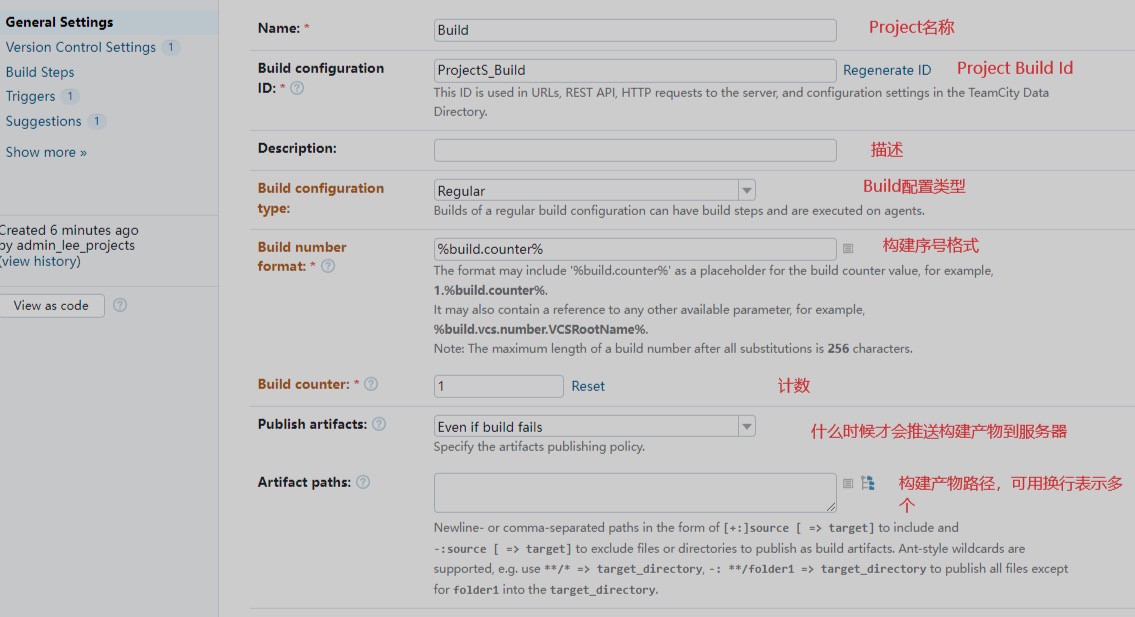 General Settings
Version Control Settings 1
Build Steps
Triggers 1
Suggestions 1
Show more »
Created 6 minutes ago
by admin_lee_projects
(view history)
View as code ?
Name: * Build Project名称
Build configuration
ID: * ? ProjectS_Build Regenerate ID Project Build Id
This ID is used in URLs, REST API, HTTP requests to the server, and configuration settings in the TeamCity Data
Directory.
Description: 描述
Build configuration
type: Regular Build配置类型
Builds of a regular build configuration can have build steps and are executed on agents.
Build number
format: * ? %build.counter% 构建序号格式
The format may include '%build.counter%' as a placeholder for the build counter value, for example,
1.%build.counter%.
It may also contain a reference to any other available parameter, for example,
%build.vcs.number.VCSRootName%.
Note: The maximum length of a build number after all substitutions is 256 characters.
Build counter: * ? 1 Reset 计数
Publish artifacts: ? Even if build fails 什么时候才会推送构建产物到服务器
Specify the artifacts publishing policy.
Artifact paths: ? 构建产物路径，可用换行表示多
个
Newline- or comma-separated paths in the form of [+:]source [ => target] to include and
-:source [ => target] to exclude files or directories to publish as build artifacts. Ant-style wildcards are
supported, e.g. use **/* => target_directory, -: **/folder1 => target_directory to publish all files except
for folder1 into the target_directory.